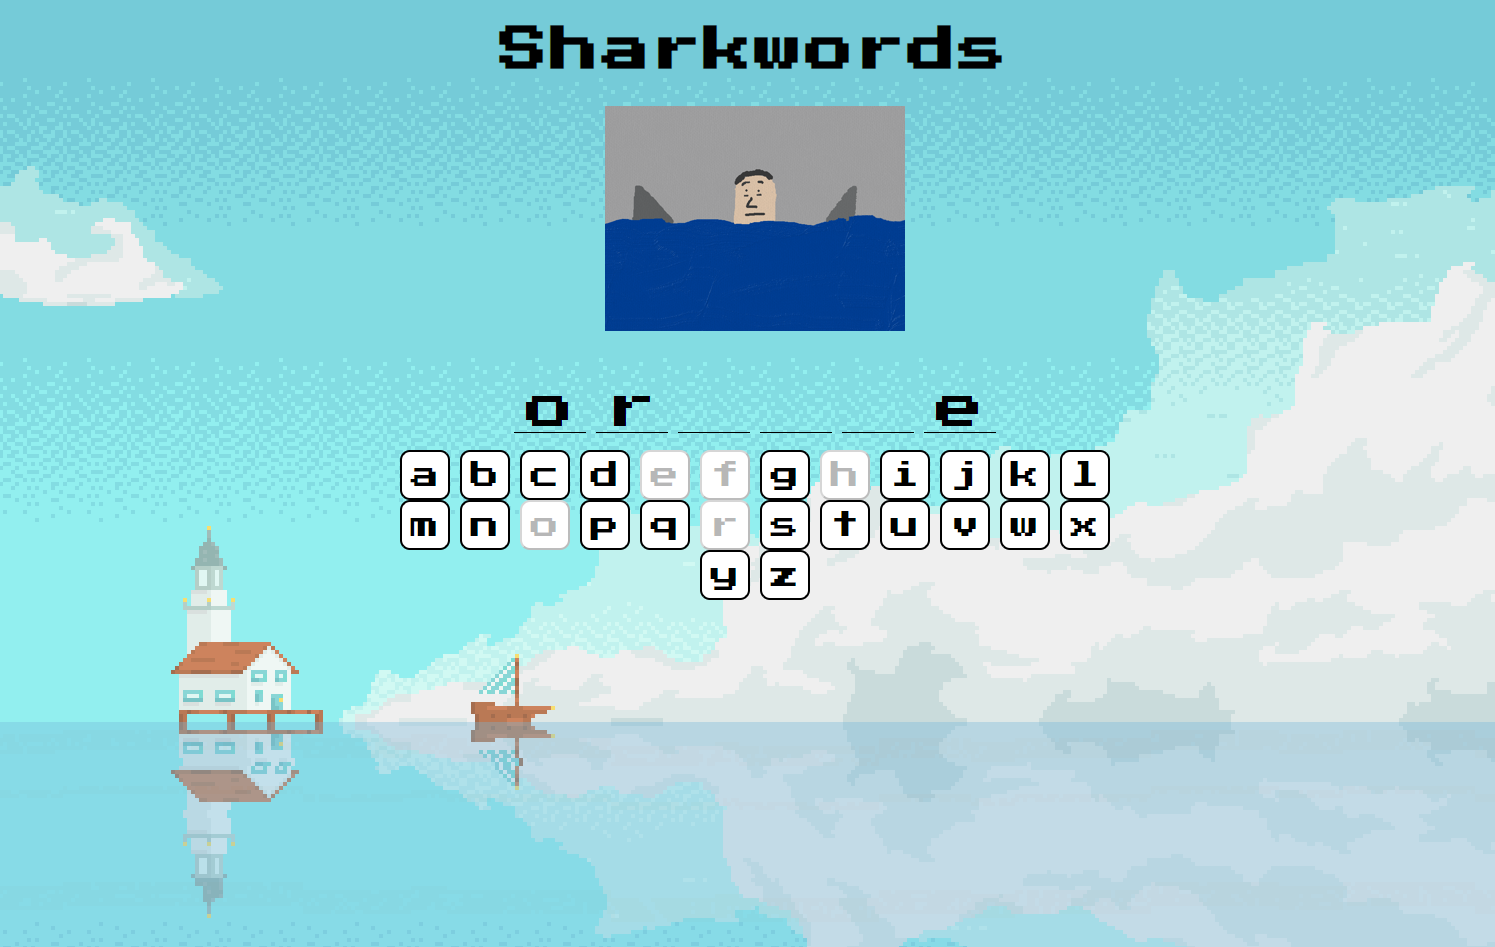 Sharkwords
o r _ _ _ e
a b c d e f g h i j k l
m n o p q r s t u v w x
y z